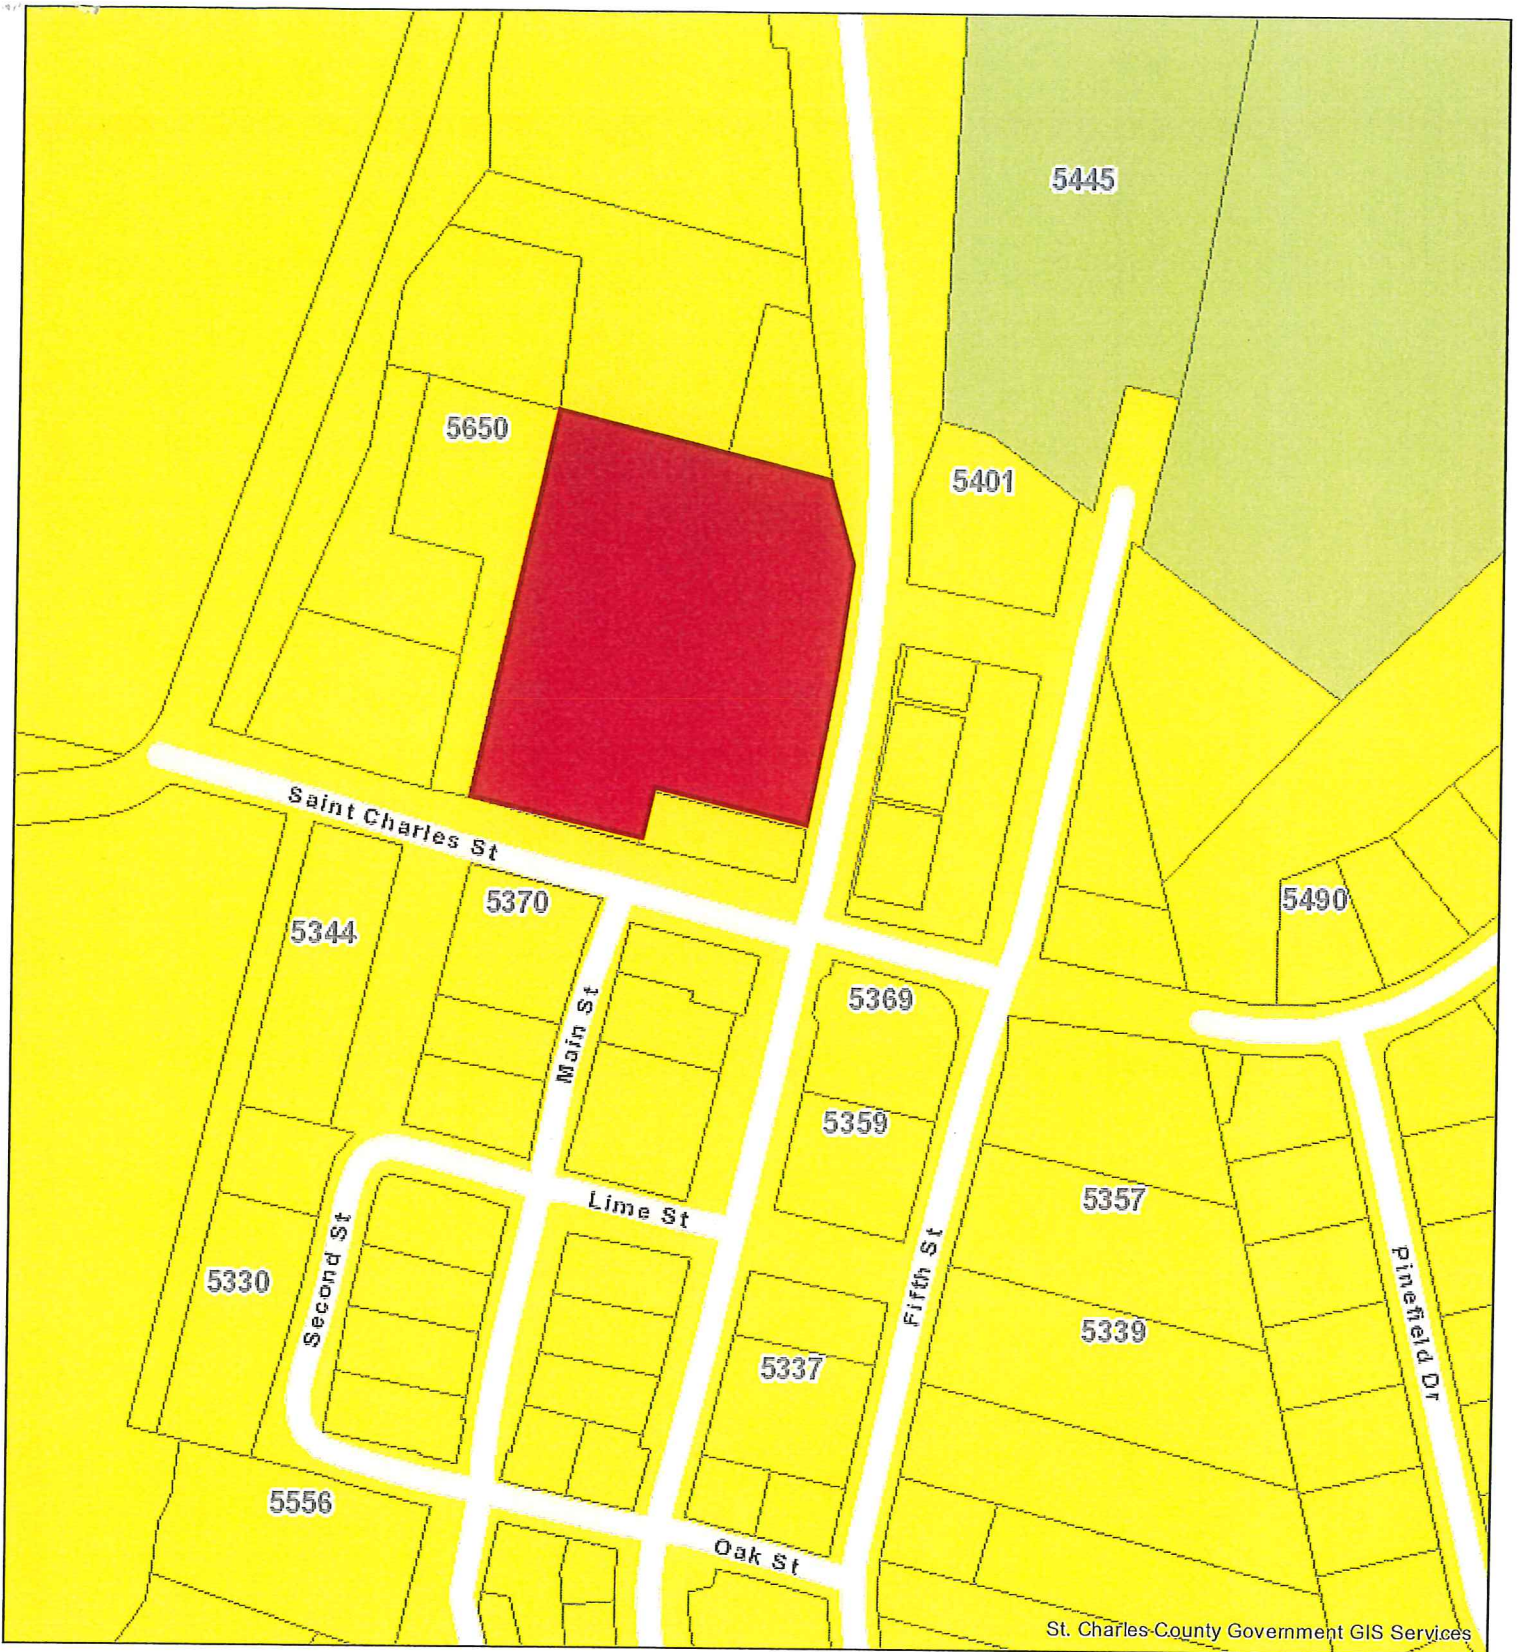 5445
5650
5401
Saint Charles St
5370
5490
5344
5369
Main St
5359
5357
Lime St
Second St
5330
Fifth St
Pinefield Dr
5339
5337
5556
Oak St
St. Charles County Government GIS Services